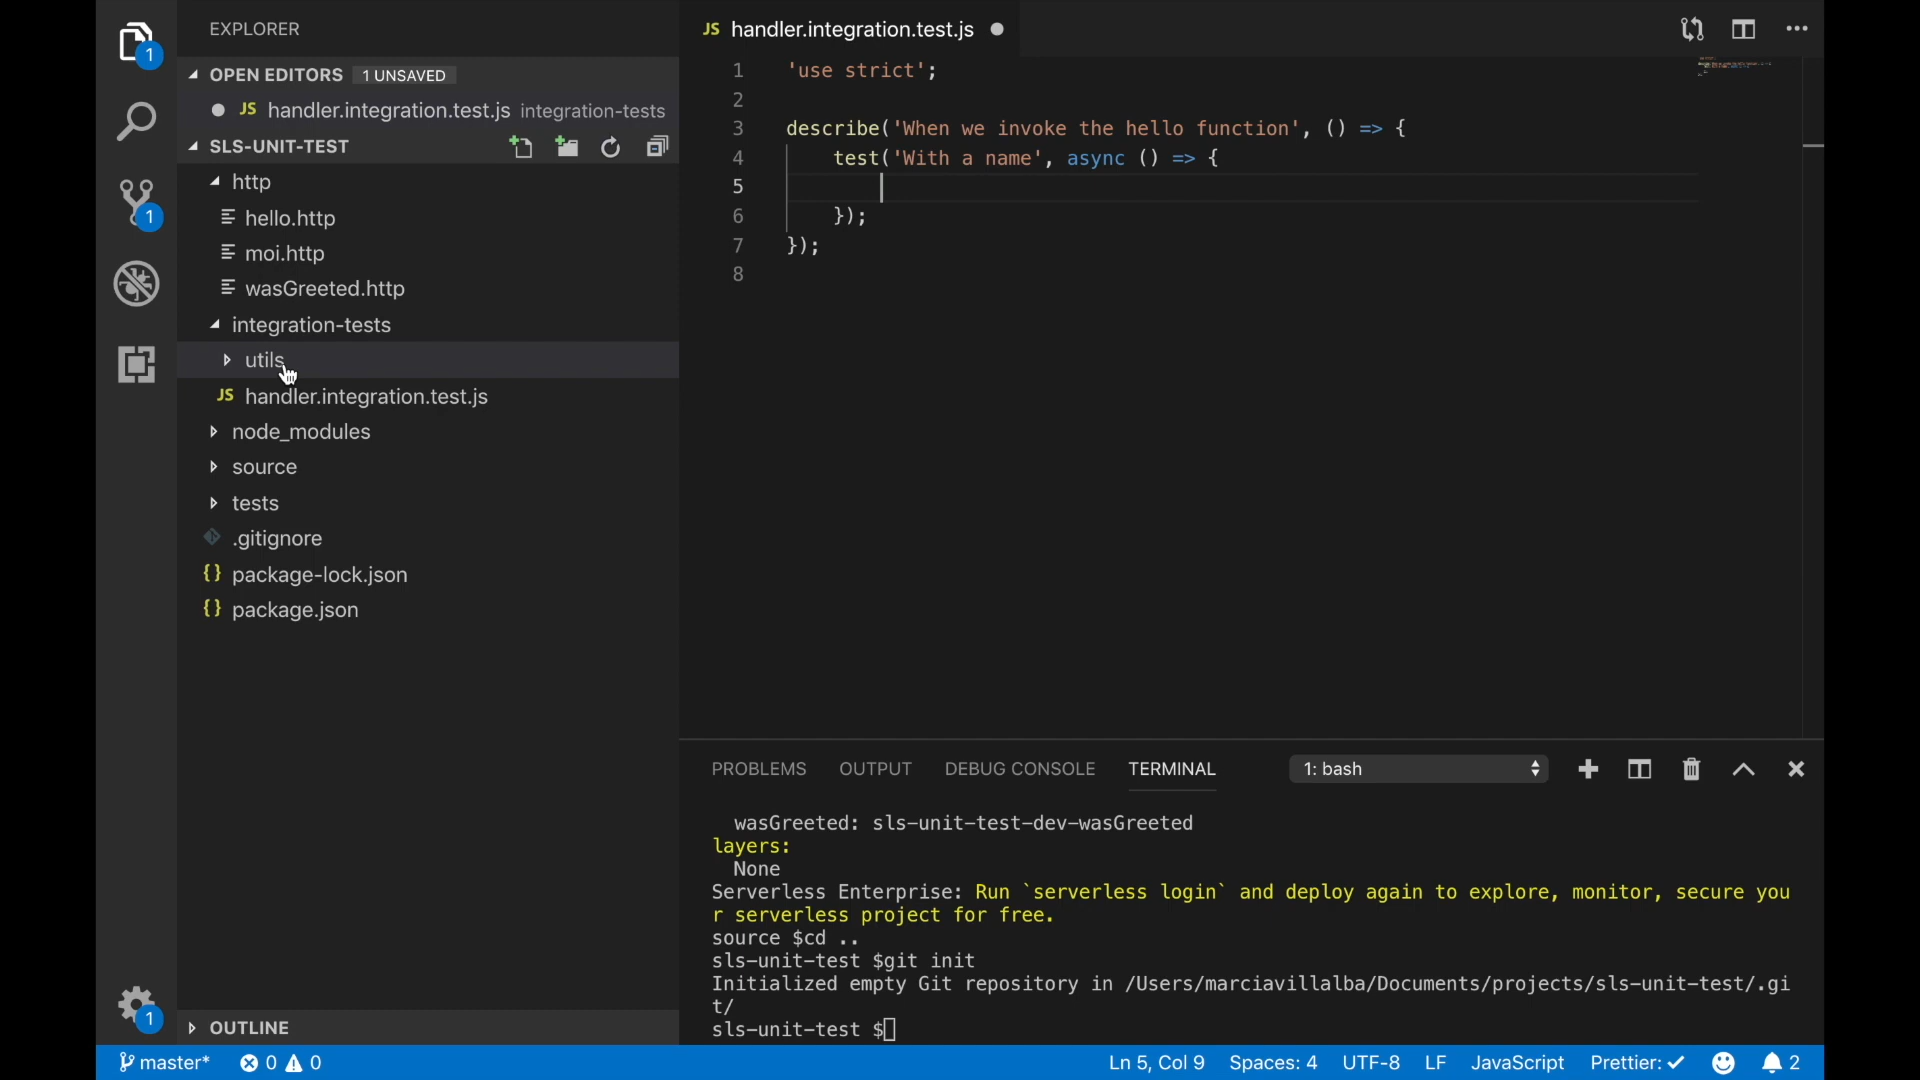 EXPLORER
OPEN EDITORS 1 UNSAVED
JS handler.integration.test.js integration-tests
SLS-UNIT-TEST
http
hello.http
moi.http
wasGreeted.http
integration-tests
utils
JS handler.integration.test.js
node_modules
source
tests
.gitignore
{} package-lock.json
{} package.json
OUTLINE
1
1
1
JS handler.integration.test.js
1 'use strict';
2
3 describe('When we invoke the hello function', () => {
4 test('With a name', async () => {
5
6 });
7 });
8
PROBLEMS OUTPUT DEBUG CONSOLE TERMINAL 1: bash
wasGreeted: sls-unit-test-dev-wasGreeted
layers:
None
Serverless Enterprise: Run `serverless login` and deploy again to explore, monitor, secure you
r serverless project for free.
source $cd ..
sls-unit-test $git init
Initialized empty Git repository in /Users/marciavillalba/Documents/projects/sls-unit-test/.gi
t/
sls-unit-test $
master* 0 0 Ln 5, Col 9 Spaces: 4 UTF-8 LF JavaScript Prettier: ✓ 2